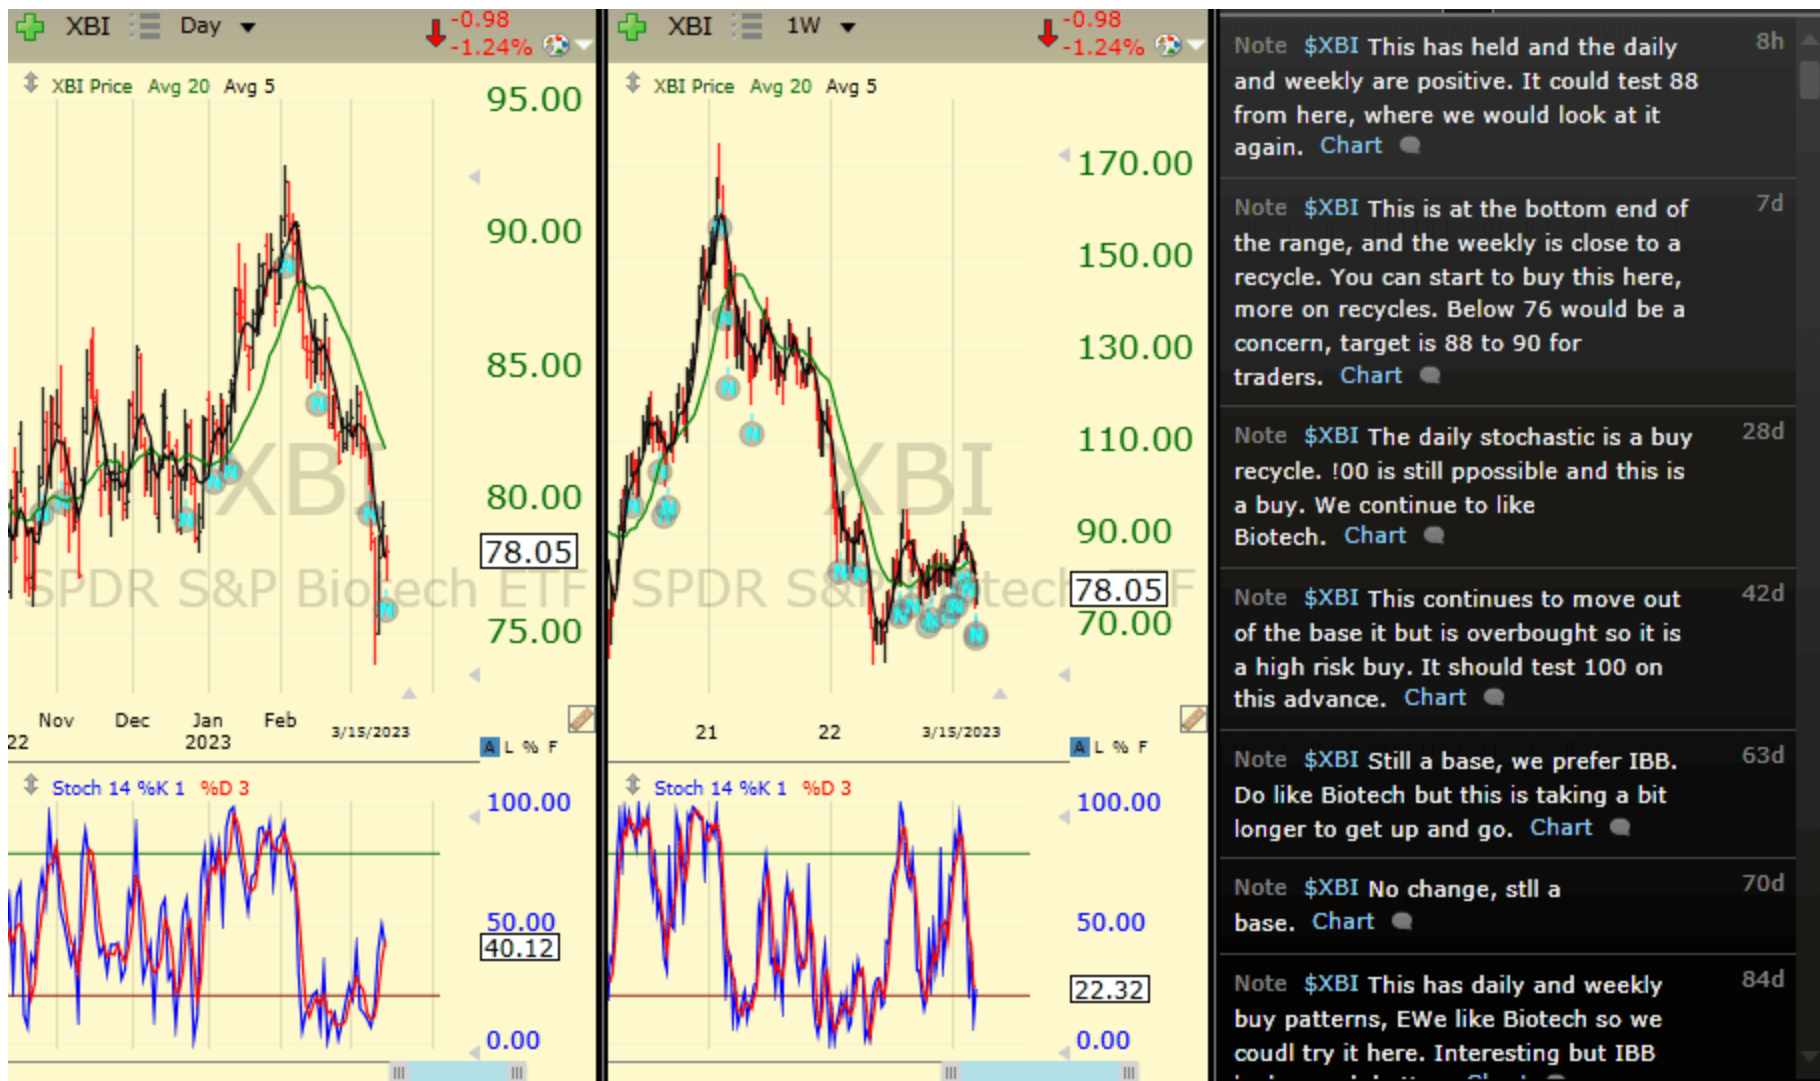 XBI Day
-0.98
-1.24%
XBI Price Avg 20 Avg 5
95.00
90.00
85.00
80.00
78.05
75.00
XBI
SPDR S&P Biotech ETF
Nov Dec Jan Feb
22 2023 3/15/2023
A L % F
Stoch 14 %K 1 %D 3
100.00
50.00
40.12
0.00
XBI 1W
-0.98
-1.24%
XBI Price Avg 20 Avg 5
170.00
150.00
130.00
110.00
90.00
78.05
70.00
XBI
SPDR S&P Biotech ETF
21 22 3/15/2023
A L % F
Stoch 14 %K 1 %D 3
100.00
50.00
22.32
0.00
Note $XBI This has held and the daily 8h
and weekly are positive. It could test 88
from here, where we would look at it
again. Chart
Note $XBI This is at the bottom end of 7d
the range, and the weekly is close to a
recycle. You can start to buy this here,
more on recycles. Below 76 would be a
concern, target is 88 to 90 for
traders. Chart
Note $XBI The daily stochastic is a buy 28d
recycle. !00 is still ppossible and this is
a buy. We continue to like
Biotech. Chart
Note $XBI This continues to move out 42d
of the base it but is overbought so it is
a high risk buy. It should test 100 on
this advance. Chart
Note $XBI Still a base, we prefer IBB. 63d
Do like Biotech but this is taking a bit
longer to get up and go. Chart
Note $XBI No change, stll a 70d
base. Chart
Note $XBI This has daily and weekly 84d
buy patterns, EWe like Biotech so we
coudl try it here. Interesting but IBB